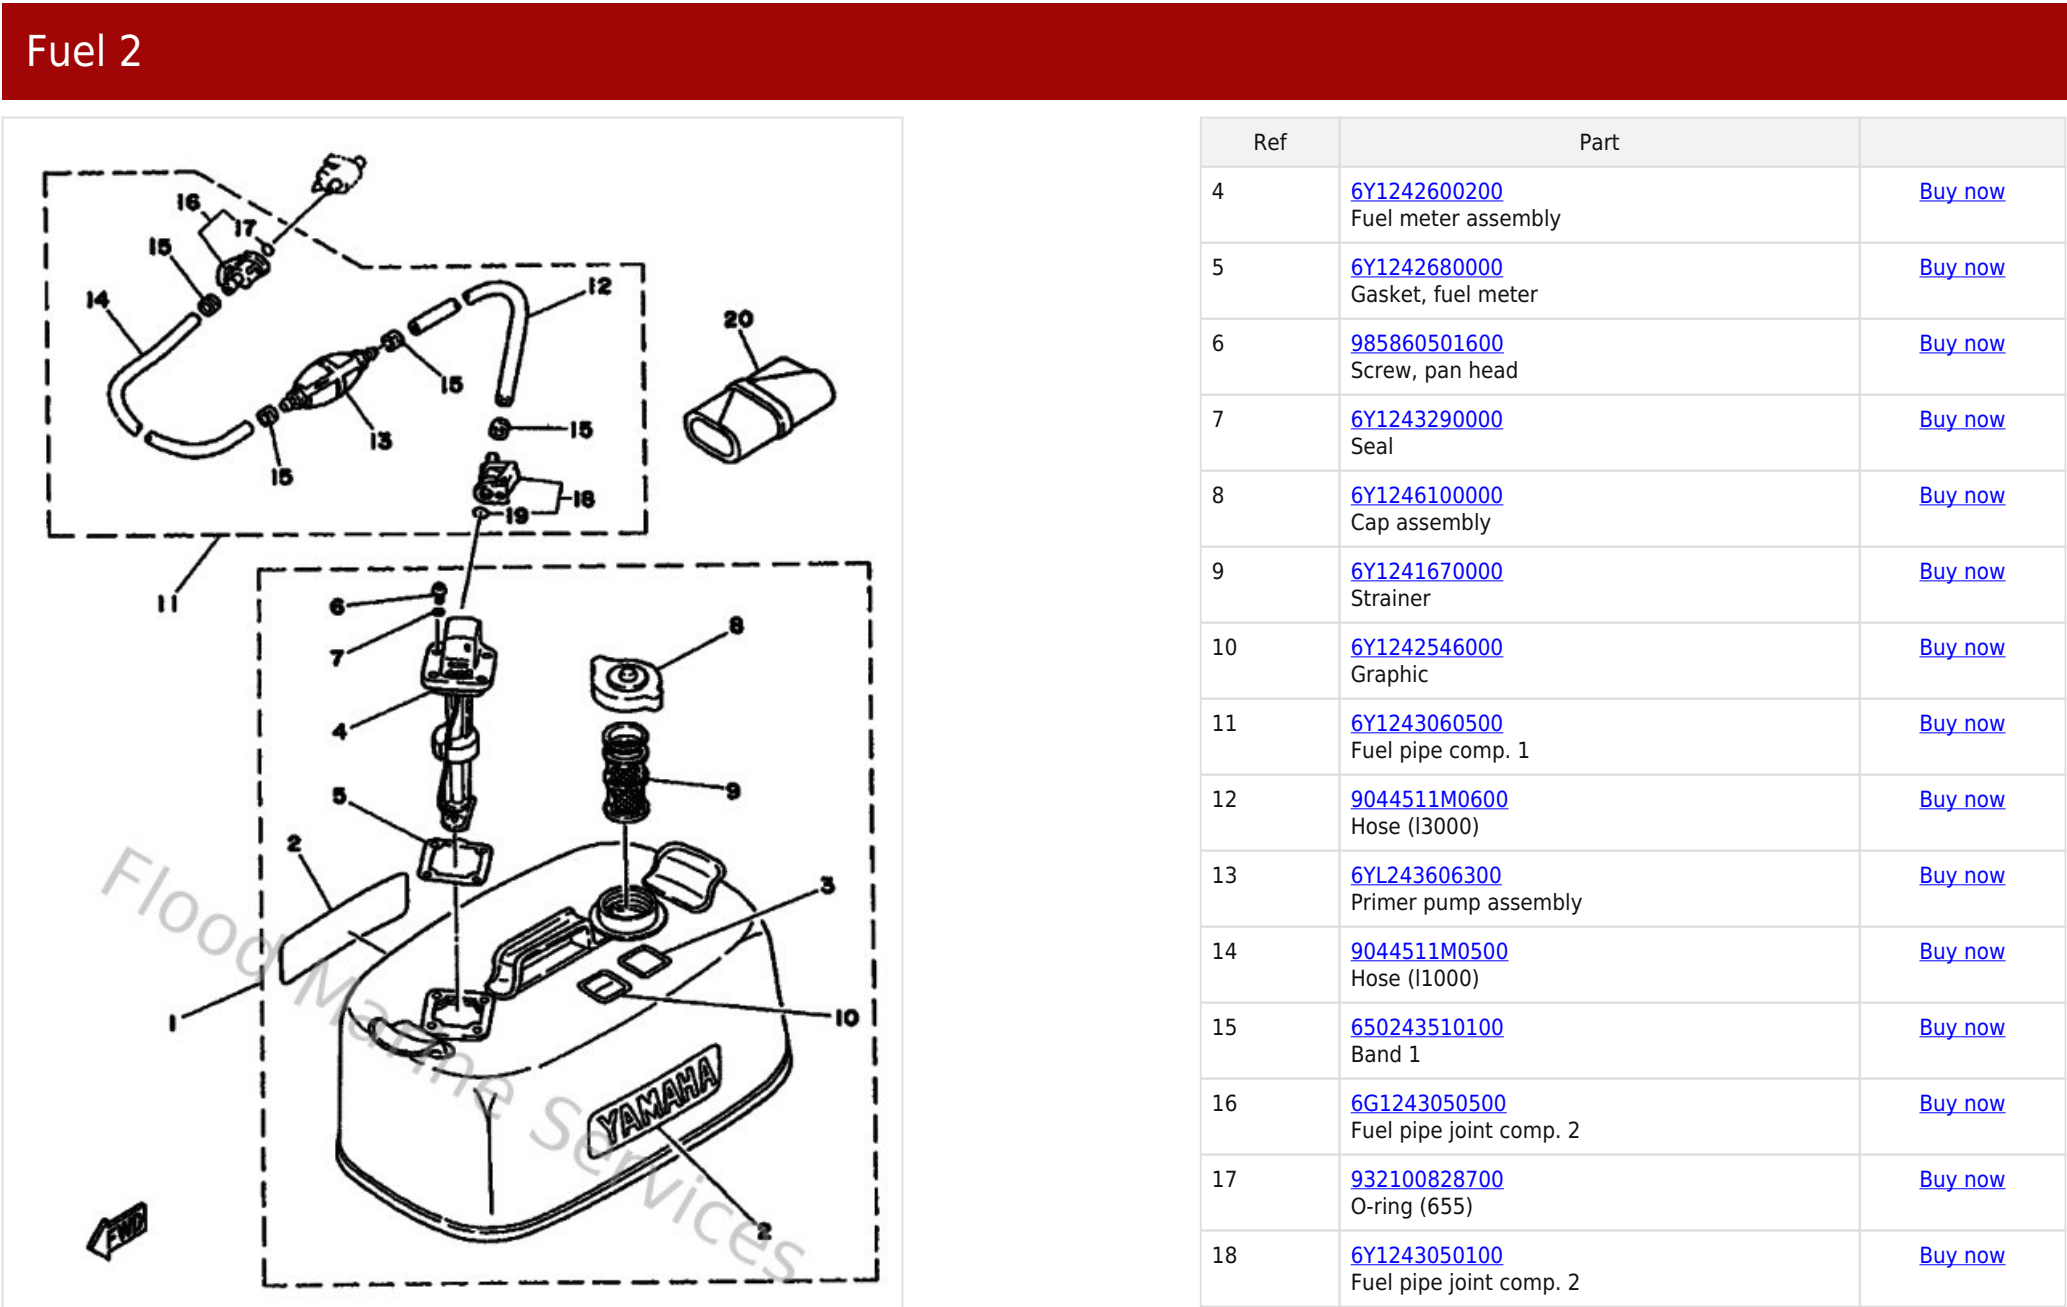 Fuel 2
16
17
15
14
12
20
15
13
15
15
18
19
11
6
7
8
4
5
9
2
3
1
10
YAMAHA
2
FWD
Flood Marine Services
Ref Part
4 6Y1242600200 Buy now
Fuel meter assembly
5 6Y1242680000 Buy now
Gasket, fuel meter
6 985860501600 Buy now
Screw, pan head
7 6Y1243290000 Buy now
Seal
8 6Y1246100000 Buy now
Cap assembly
9 6Y1241670000 Buy now
Strainer
10 6Y1242546000 Buy now
Graphic
11 6Y1243060500 Buy now
Fuel pipe comp. 1
12 9044511M0600 Buy now
Hose (l3000)
13 6YL243606300 Buy now
Primer pump assembly
14 9044511M0500 Buy now
Hose (l1000)
15 650243510100 Buy now
Band 1
16 6G1243050500 Buy now
Fuel pipe joint comp. 2
17 932100828700 Buy now
O-ring (655)
18 6Y1243050100 Buy now
Fuel pipe joint comp. 2